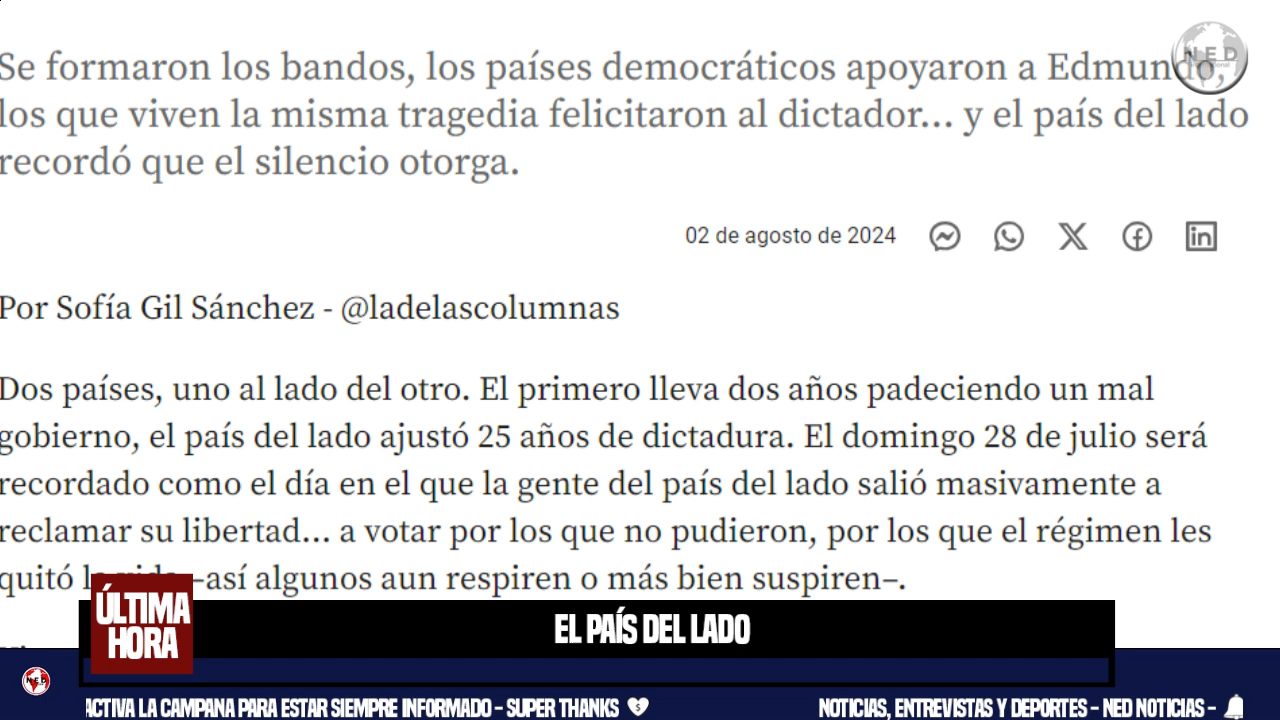 Se formaron los bandos, los países democráticos apoyaron a Edmundo,
los que viven la misma tragedia felicitaron al dictador... y el país del lado
recordó que el silencio otorga.
02 de agosto de 2024
Por Sofía Gil Sánchez - @ladelascolumnas
Dos países, uno al lado del otro. El primero lleva dos años padeciendo un mal
gobierno, el país del lado ajustó 25 años de dictadura. El domingo 28 de julio será
recordado como el día en el que la gente del país del lado salió masivamente a
reclamar su libertad... a votar por los que no pudieron, por los que el régimen les
quitó la vida –así algunos aun respiren o más bien suspiren–.
ÚLTIMA
HORA
EL PAÍS DEL LADO
NED
ACTIVA LA CAMPANA PARA ESTAR SIEMPRE INFORMADO - SUPER THANKS
NOTICIAS, ENTREVISTAS Y DEPORTES - NED NOTICIAS -